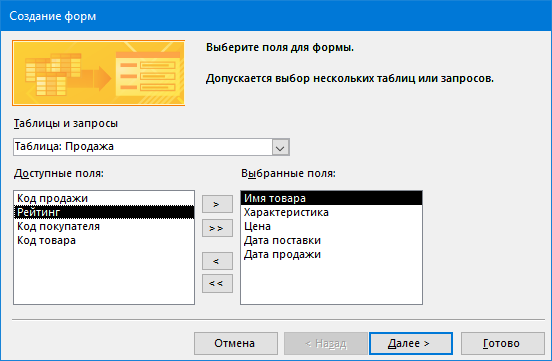 Создание форм
Выберите поля для формы.
Допускается выбор нескольких таблиц или запросов.
Таблицы и запросы
Таблица: Продажа
Доступные поля:
Выбранные поля:
Код продажи
Рейтинг
Код покупателя
Код товара
>
>>
<
<<
Имя товара
Характеристика
Цена
Дата поставки
Дата продажи
Отмена
< Назад
Далее >
Готово